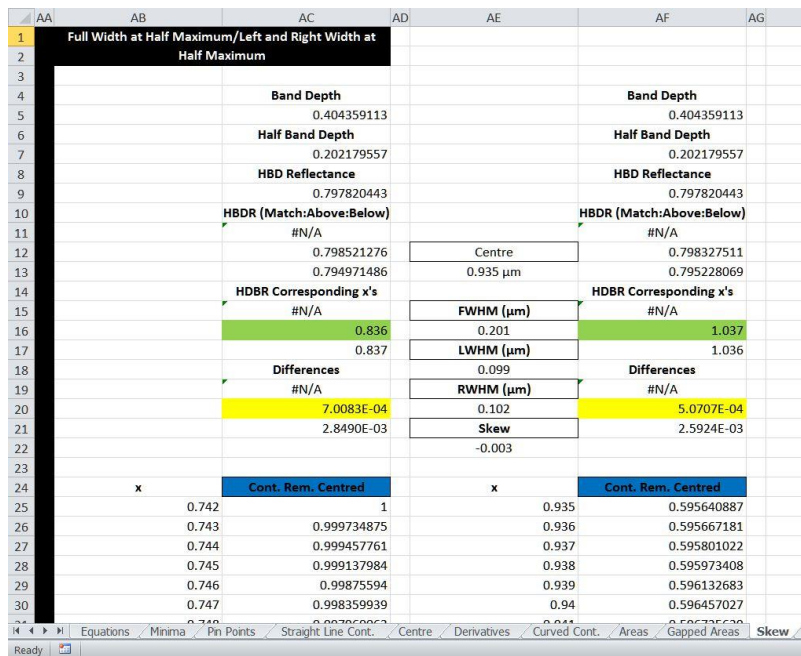 AA AB AC AD AE AF AG
1 Full Width at Half Maximum/Left and Right Width at
2 Half Maximum
3
4 Band Depth Band Depth
5 0.404359113 0.404359113
6 Half Band Depth Half Band Depth
7 0.202179557 0.202179557
8 HBD Reflectance HBD Reflectance
9 0.797820443 0.797820443
10 HBDR (Match:Above:Below) HBDR (Match:Above:Below)
11 #N/A #N/A
12 0.798521276 Centre 0.798327511
13 0.794971486 0.935 µm 0.795228069
14 HDBR Corresponding x's HDBR Corresponding x's
15 #N/A FWHM (µm) #N/A
16 0.836 0.201 1.037
17 0.837 LWHM (µm) 1.036
18 Differences 0.099 Differences
19 #N/A RWHM (µm) #N/A
20 7.0083E-04 0.102 5.0707E-04
21 2.8490E-03 Skew 2.5924E-03
22 -0.003
23
24 x Cont. Rem. Centred x Cont. Rem. Centred
25 0.742 1 0.935 0.595640887
26 0.743 0.999734875 0.936 0.595667181
27 0.744 0.999457761 0.937 0.595801022
28 0.745 0.999137984 0.938 0.595973408
29 0.746 0.99875594 0.939 0.596132683
30 0.747 0.998359939 0.94 0.596457027
Equations Minima Pin Points Straight Line Cont. Centre Derivatives Curved Cont. Areas Gapped Areas Skew
Ready